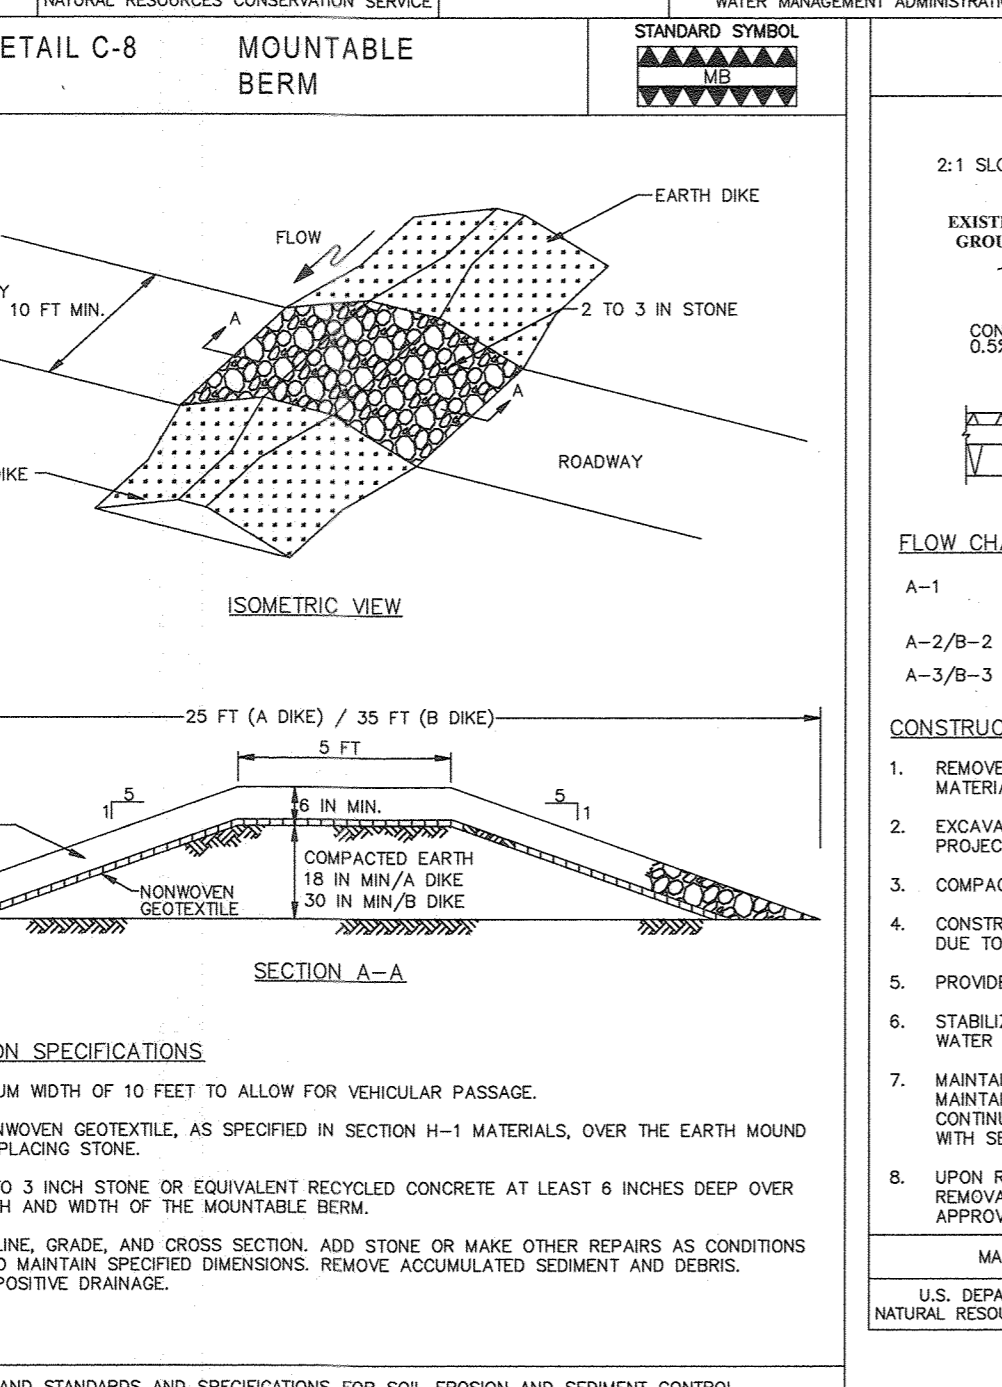 NATURAL RESOURCES CONSERVATION SERVICE
WATER MANAGEMENT ADMINISTRATI
ETAIL C-8
MOUNTABLE
BERM
STANDARD SYMBOL
MB
EARTH DIKE
FLOW
Y
10 FT MIN.
A
2 TO 3 IN STONE
A
ROADWAY
IKE
ISOMETRIC VIEW
25 FT (A DIKE) / 35 FT (B DIKE)
5 FT
5
1
6 IN MIN.
5
1
COMPACTED EARTH
18 IN MIN/A DIKE
30 IN MIN/B DIKE
NONWOVEN
GEOTEXTILE
SECTION A-A
ON SPECIFICATIONS
UM WIDTH OF 10 FEET TO ALLOW FOR VEHICULAR PASSAGE.
NWOVEN GEOTEXTILE, AS SPECIFIED IN SECTION H-1 MATERIALS, OVER THE EARTH MOUND
PLACING STONE.
TO 3 INCH STONE OR EQUIVALENT RECYCLED CONCRETE AT LEAST 6 INCHES DEEP OVER
H AND WIDTH OF THE MOUNTABLE BERM.
LINE, GRADE, AND CROSS SECTION. ADD STONE OR MAKE OTHER REPAIRS AS CONDITIONS
O MAINTAIN SPECIFIED DIMENSIONS. REMOVE ACCUMULATED SEDIMENT AND DEBRIS.
POSITIVE DRAINAGE.
AND STANDARDS AND SPECIFICATIONS FOR SOIL EROSION AND SEDIMENT CONTROL
2:1 SLO
EXISTI
GROU
CON
0.5%
FLOW CHA
A-1
A-2/B-2
A-3/B-3
CONSTRUC
1. REMOVE
MATERIA
2. EXCAVA
PROJEC
3. COMPAC
4. CONSTR
DUE TO
5. PROVIDE
6. STABILIZ
WATER
7. MAINTAI
MAINTAI
CONTINU
WITH SE
8. UPON R
REMOVA
APPROV
MA
U.S. DEPA
NATURAL RESOU